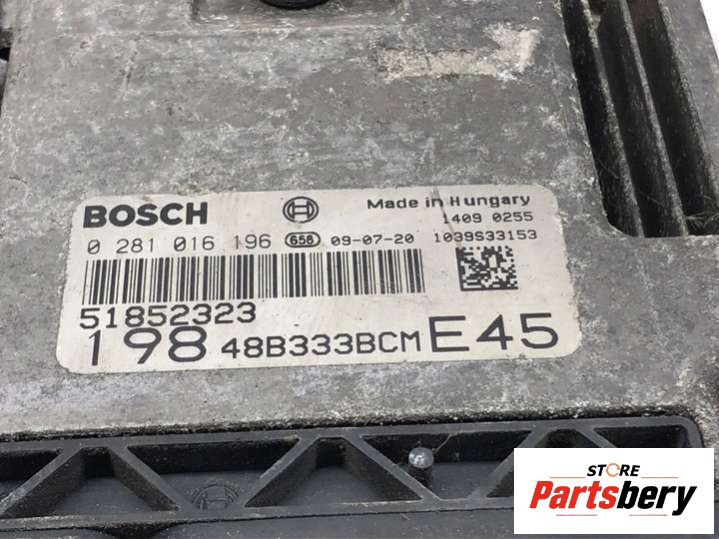 BOSCH Made in Hungary
1409 0255
0 281 016 196 656 09-07-20 1039S33153
51852323
198 48B333BCM E45
STORE
Partsbery